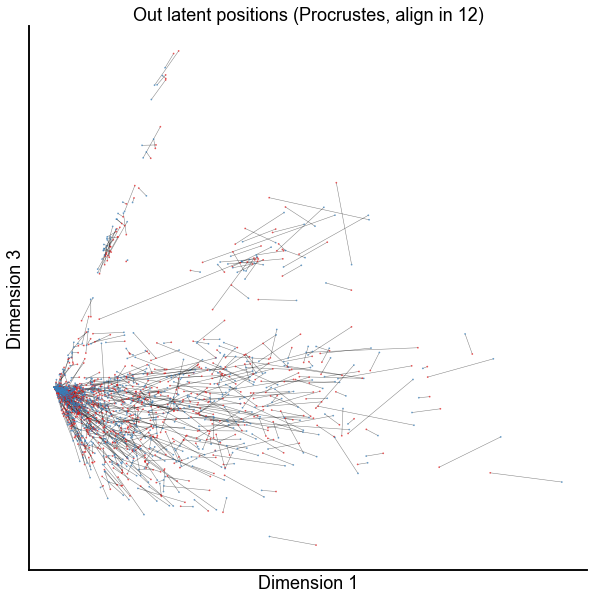 Out latent positions (Procrustes, align in 12)
Dimension 3
Dimension 1